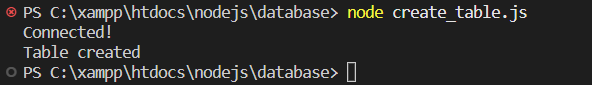 PS C:\xampp\htdocs\nodejs\database> node create_table.js
Connected!
Table created
PS C:\xampp\htdocs\nodejs\database>